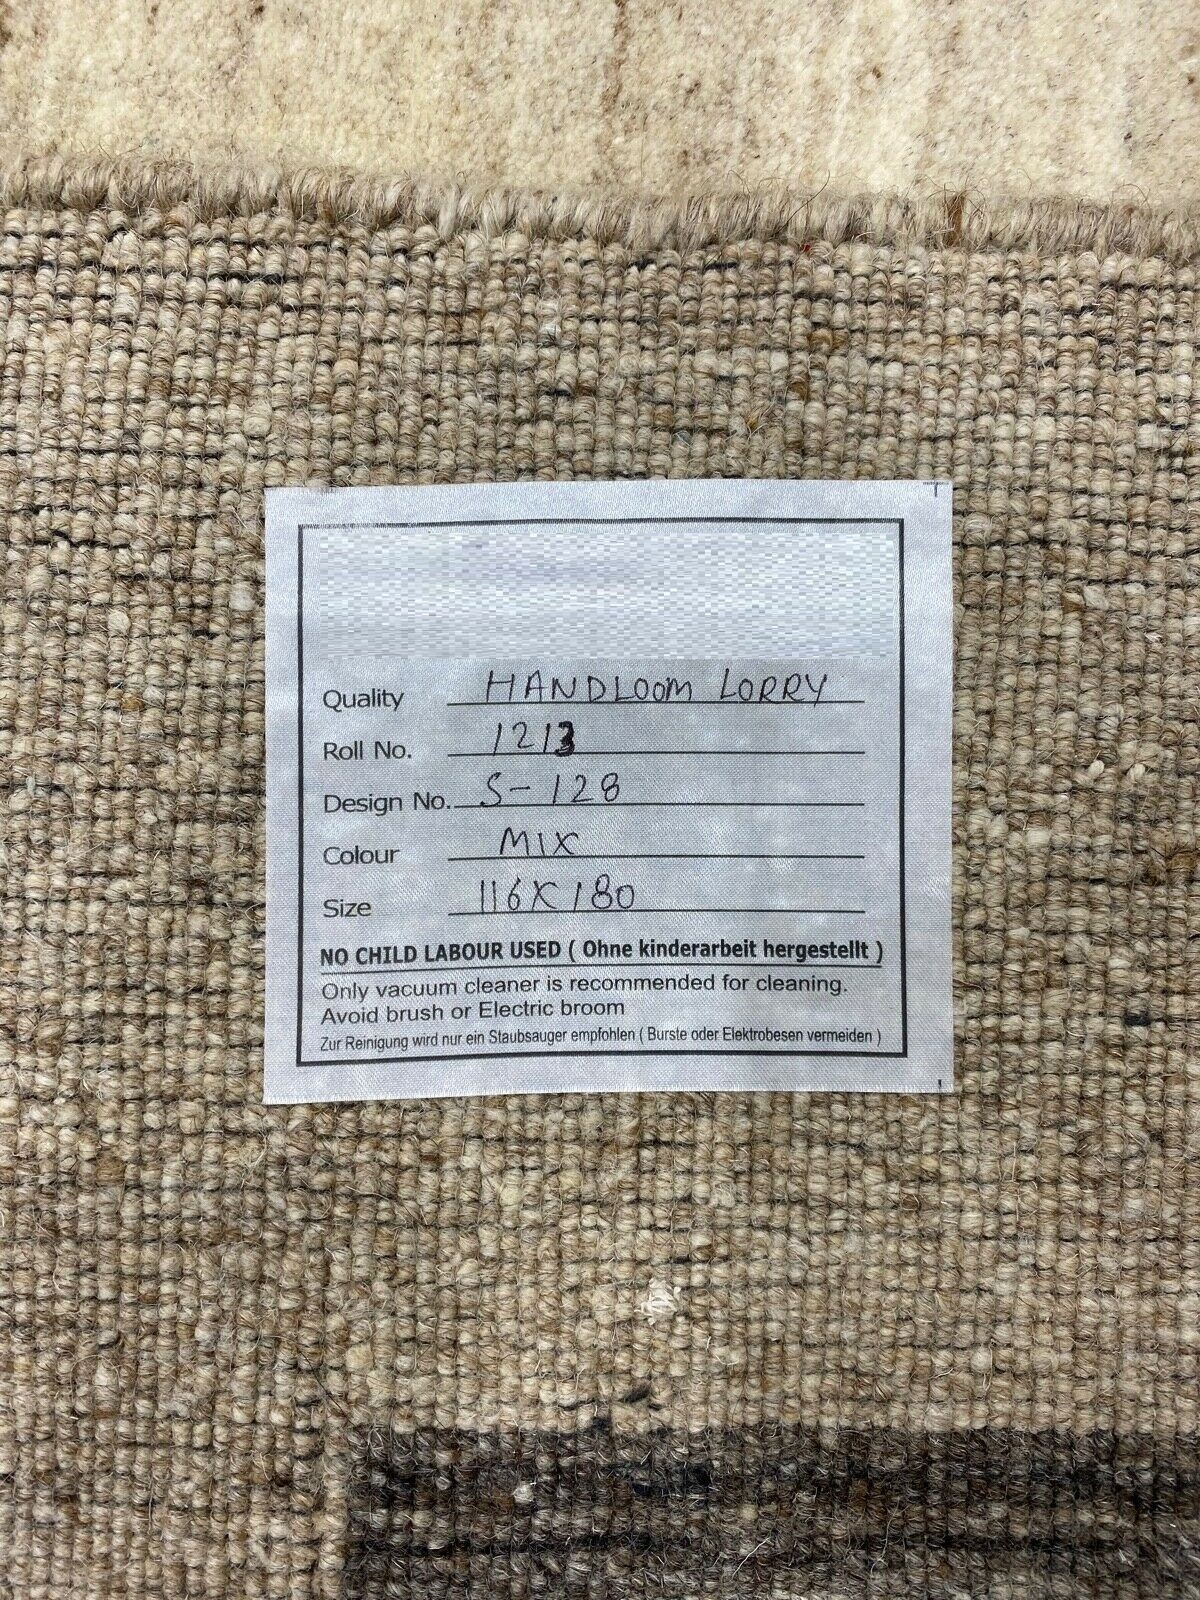 Quality HANDLOOM LORRY
Roll No. 1213
Design No. S-128
Colour MIX
Size 116X180
NO CHILD LABOUR USED ( Ohne kinderarbeit hergestellt )
Only vacuum cleaner is recommended for cleaning.
Avoid brush or Electric broom
Zur Reinigung wird nur ein Staubsauger empfohlen ( Burste oder Elektrobesen vermeiden )